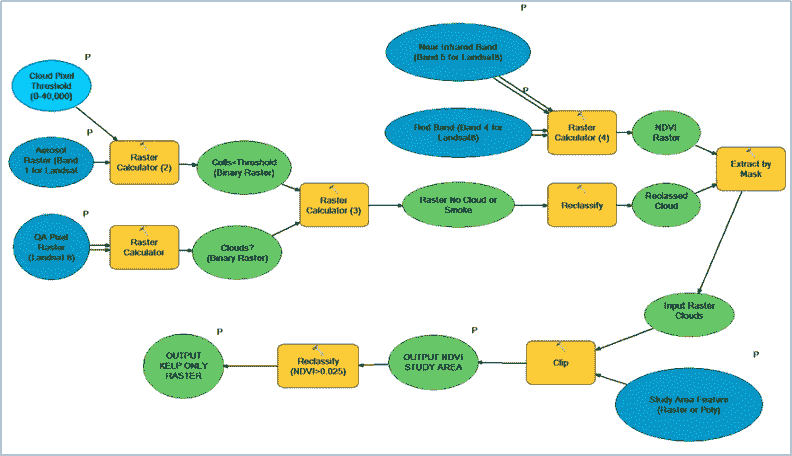 P
Near Infrared Band
(Band 5 for Landsat8)
P
Cloud Pixel
Threshold
(0-40,000)
P
Red Band (Band 4 for
Landsat8)
Raster
Calculator (4)
NDVI
Raster
P
Aerosol
Raster (Band
1 for Landsat
Raster
Calculator (2)
Cells<Threshold
(Binary Raster)
Extract by
Mask
Raster
Calculator (3)
Raster No Cloud or
Smoke
Reclassify
Reclassed
Cloud
P
QA Pixel
Raster
(Landsat 8)
Raster
Calculator
Clouds?
(Binary Raster)
Input Raster
Clouds
P
OUTPUT
KELP ONLY
RASTER
Reclassify
(NDVI>0.025)
P
OUTPUT NDVI
STUDY AREA
Clip
P
Study Area Feature
(Raster or Poly)